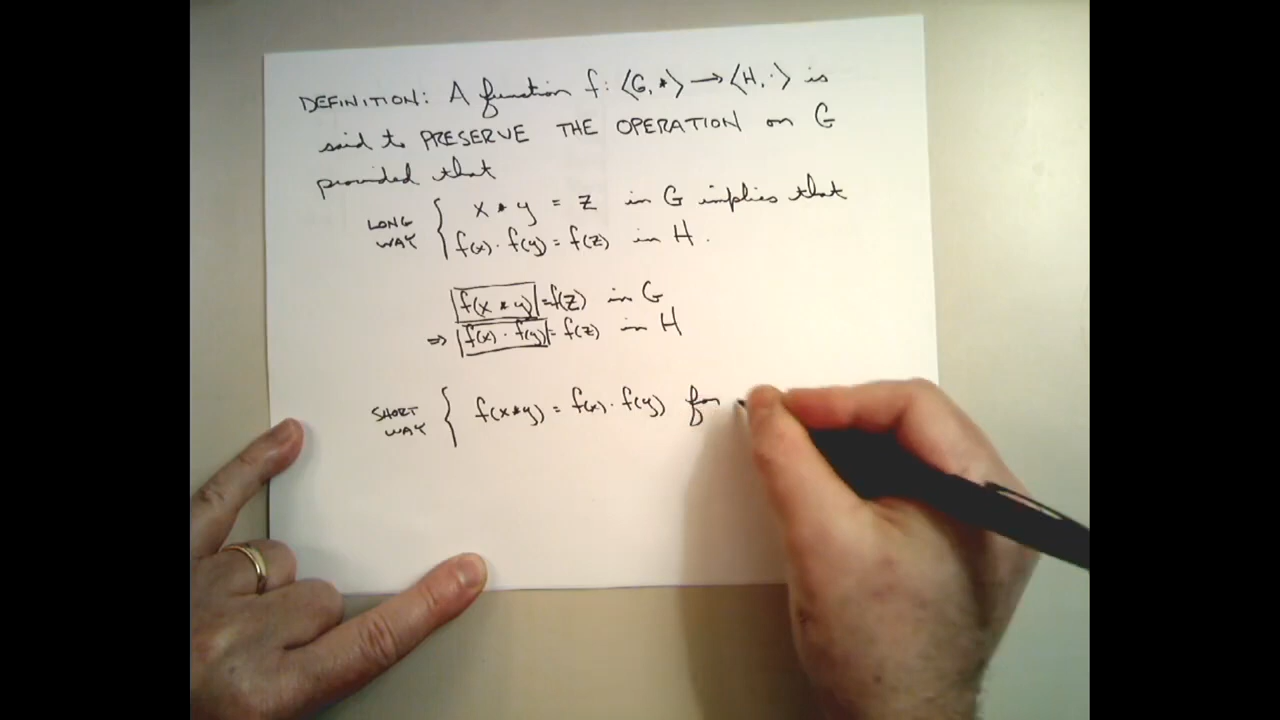 DEFINITION: A function f: ⟨G, *⟩ → ⟨H, ·⟩ is
said to PRESERVE THE OPERATION on G
provided that
LONG WAY { x * y = z in G implies that
f(x) · f(y) = f(z) in H.
f(x * y) = f(z) in G
⇒ f(x) · f(y) = f(z) in H
SHORT WAY { f(x*y) = f(x) · f(y) for